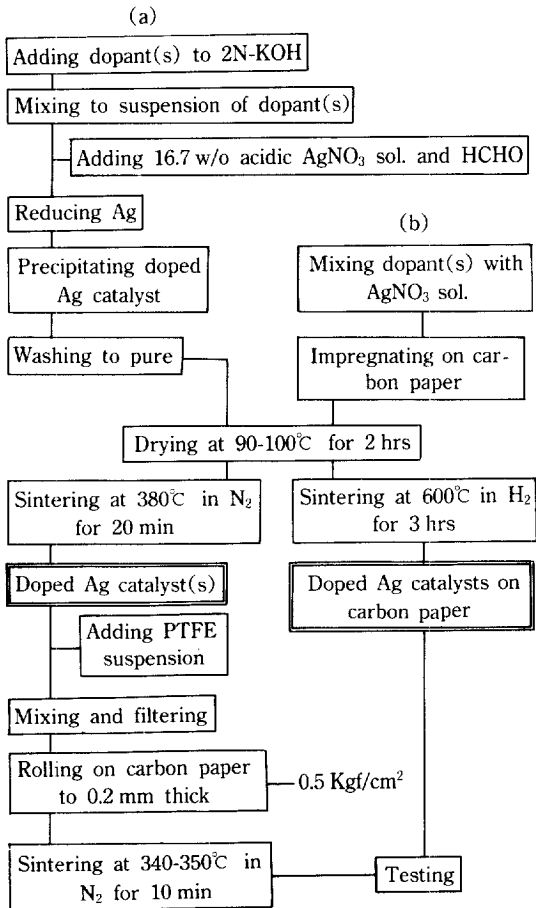 (a)
Adding dopant(s) to 2N-KOH
Mixing to suspension of dopant(s)
Adding 16.7 w/o acidic AgNO₃ sol. and HCHO
Reducing Ag
Precipitating doped
Ag catalyst
Washing to pure
(b)
Mixing dopant(s) with
AgNO₃ sol.
Impregnating on car-
bon paper
Drying at 90-100℃ for 2 hrs
Sintering at 380℃ in N₂
for 20 min
Sintering at 600℃ in H₂
for 3 hrs
Doped Ag catalyst(s)
Doped Ag catalysts on
carbon paper
Adding PTFE
suspension
Mixing and filtering
Rolling on carbon paper
to 0.2 mm thick
0.5 Kgf/cm²
Sintering at 340-350℃ in
N₂ for 10 min
Testing